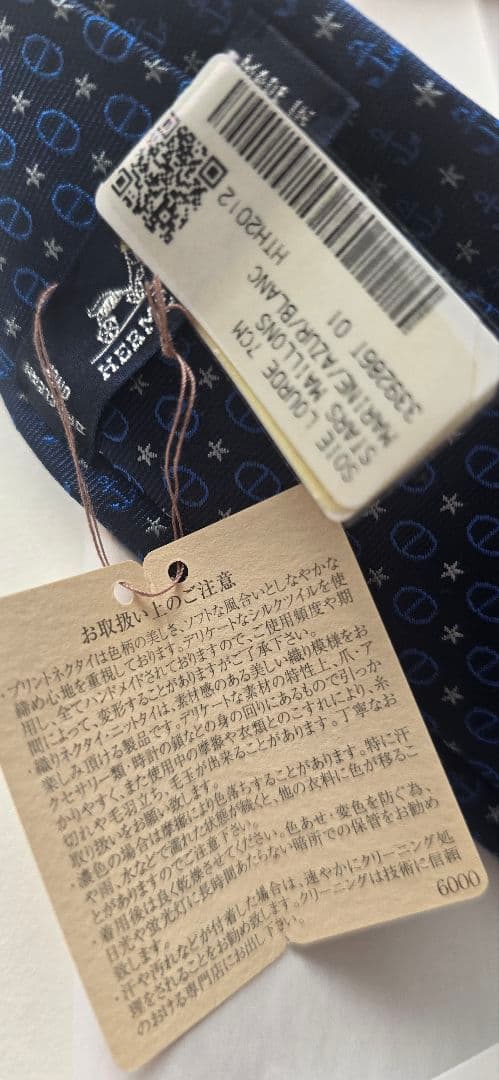 HERM
SOIE LOURDE 7CM
STARS MAILLONS HTH2012
MARINE/AZUR/BLANC
339286T 01
お取扱い上のご注意
・プリントネクタイは色柄の美しさ、ソフトな風合いとしなやかな
締め心地を重視しております。デリケートなシルクツイルを使
用し、全てハンドメイドされておりますので、ご使用頻度や期
間によって、変形することがありますがご了承下さい。
・織りネクタイ・ニットタイは、素材感のある美しい織り模様をお
楽しみ頂ける製品です。デリケートな素材の特性上、爪・ア
クセサリー類・時計の鎖などの身の回りにあるもので引っか
かりやすく、また使用中の摩擦や衣類とのこすれにより、糸
切れや毛羽立ち、毛玉が出来ることがあります。丁寧なお
取り扱いをお願い致します。
・濃色の場合は摩擦により色落ちすることがあります。特に汗
や雨、水などで濡れた状態が続くと、他の衣料に色が移るこ
とがありますのでご注意下さい。
・着用後は良く乾燥させてください。色あせ・変色を防ぐ為、
日光や蛍光灯に長時間あたらない暗所での保管をお勧め
致します。
・汗や汚れなどが付着した場合は、速やかにクリーニング処
理をされることをお勧め致します。クリーニングは技術に信頼
のおける専門店にお出し下さい。
6000